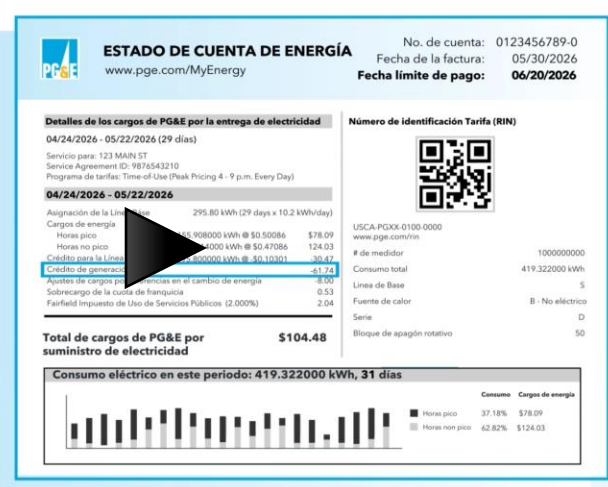 PG&E
ESTADO DE CUENTA DE ENERGÍA
www.pge.com/MyEnergy
No. de cuenta: 0123456789-0
Fecha de la factura: 05/30/2026
Fecha límite de pago: 06/20/2026
Detalles de los cargos de PG&E por la entrega de electricidad
04/24/2026 - 05/22/2026 (29 días)
Servicio para: 123 MAIN ST
Service Agreement ID: 9876543210
Programa de tarifas: Time-of-Use (Peak Pricing 4 - 9 p.m. Every Day)
04/24/2026 - 05/22/2026
Asignación de la Línea Base 295.80 kWh (29 days x 10.2 kWh/day)
Cargos de energía
Horas pico 55.908000 kWh @ $0.50086 $78.09
Horas no pico 4000 kWh @ $0.47086 124.03
Crédito para la Línea .800000 kWh @ -$0.10301 -30.47
Crédito de generació -61.74
Ajustes de cargos en el cambio de energía -8.00
Sobrecargo de la cuota de franquicia 0.53
Fairfield Impuesto de Uso de Servicios Públicos (2.000%) 2.04
Total de cargos de PG&E por $104.48
suministro de electricidad
Número de identificación Tarifa (RIN)
USCA-PGXX-0100-0000
www.pge.com/rin
# de medidor 1000000000
Consumo total 419.322000 kWh
Linea de Base S
Fuente de calor B - No eléctrico
Serie D
Bloque de apagón rotativo 50
Consumo eléctrico en este periodo: 419.322000 kWh, 31 días
Consumo Cargos de energía
Horas pico 37.18% $78.09
Horas non pico 62.82% $124.03